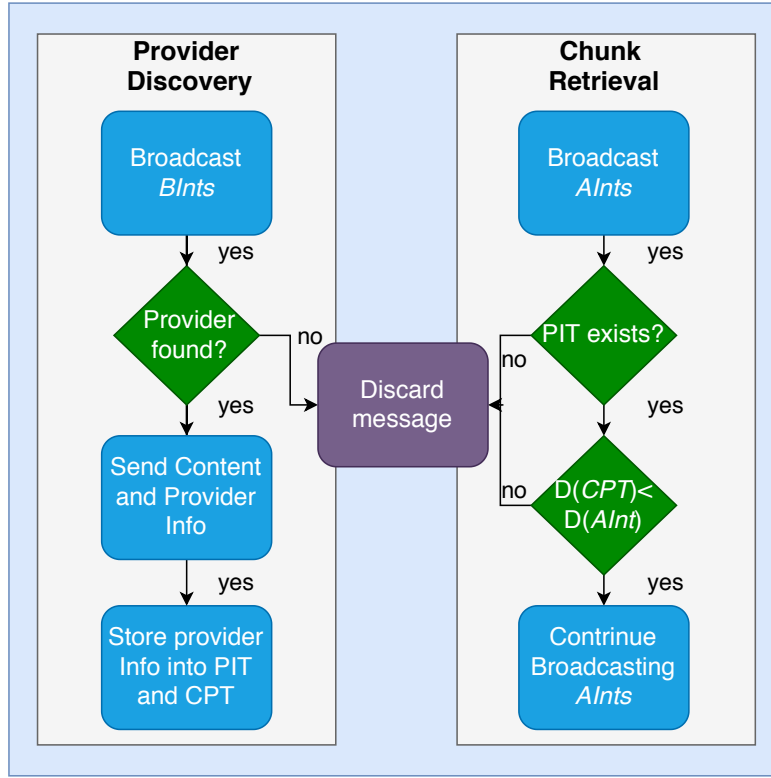 Provider
Discovery
Broadcast
BInts
yes
Provider
found?
no
yes
Send Content
and Provider
Info
yes
Store provider
Info into PIT
and CPT
Discard
message
Chunk
Retrieval
Broadcast
AInts
yes
PIT exists?
no
yes
D(CPT)<
D(AInt)
no
yes
Contrinue
Broadcasting
AInts